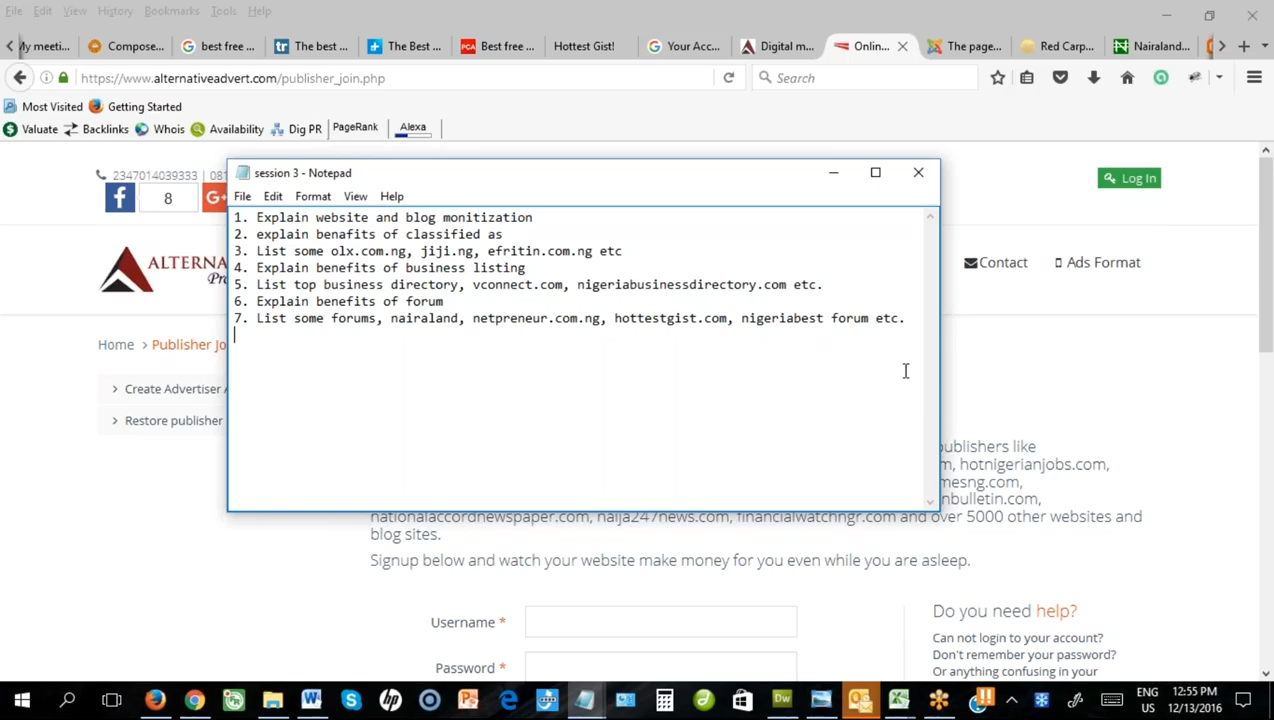 File Edit View History Bookmarks Tools Help
My meeti... Compose... best free ... The best ... The Best ... Best free ... Hottest Gist! Your Acc... Digital m... Onlin... The page... Red Carp... Nairaland...
https://www.alternativeadvert.com/publisher_join.php Search
Most Visited Getting Started
Valuate Backlinks Whois Availability Dig PR PageRank Alexa
2347014039333 | 081
8 G+
Log In
session 3 - Notepad
File Edit Format View Help
1. Explain website and blog monitization
2. explain benefits of classified as
3. List some olx.com.ng, jiji.ng, efritin.com.ng etc
4. Explain benefits of business listing
5. List top business directory, vconnect.com, nigeriabusinessdirectory.com etc.
6. Explain benefits of forum
7. List some forums, nairaland, netpreneur.com.ng, hottestgist.com, nigeriabest forum etc.
ALTERNA
Pr
Contact Ads Format
Home > Publisher Jo
> Create Advertiser A
> Restore publisher
publishers like
m, hotnigerianjobs.com,
mesng.com,
nbulletin.com,
nationalaccordnewspaper.com, naija247news.com, financialwatchngr.com and over 5000 other websites and
blog sites.
Signup below and watch your website make money for you even while you are asleep.
Username *
Password *
Do you need help?
Can not login to your account?
Don't remember your password?
Or anything confusing in your
ENG
US
12:55 PM
12/13/2016